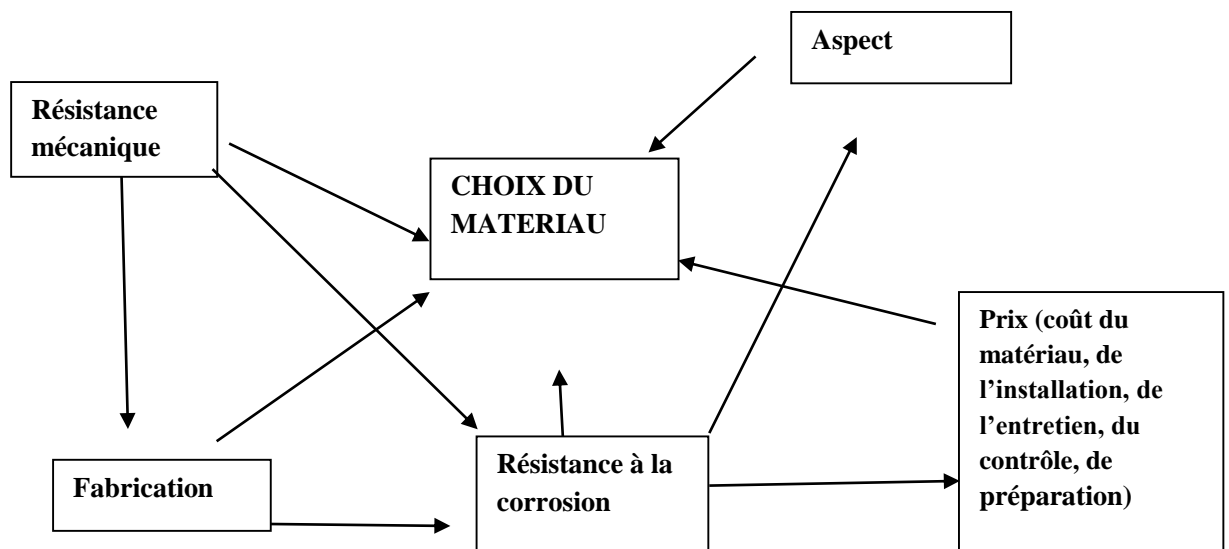 Aspect
Résistance
mécanique
CHOIX DU
MATERIAU
Prix (coût du
matériau, de
l’installation, de
l’entretien, du
contrôle, de
préparation)
Fabrication
Résistance à la
corrosion